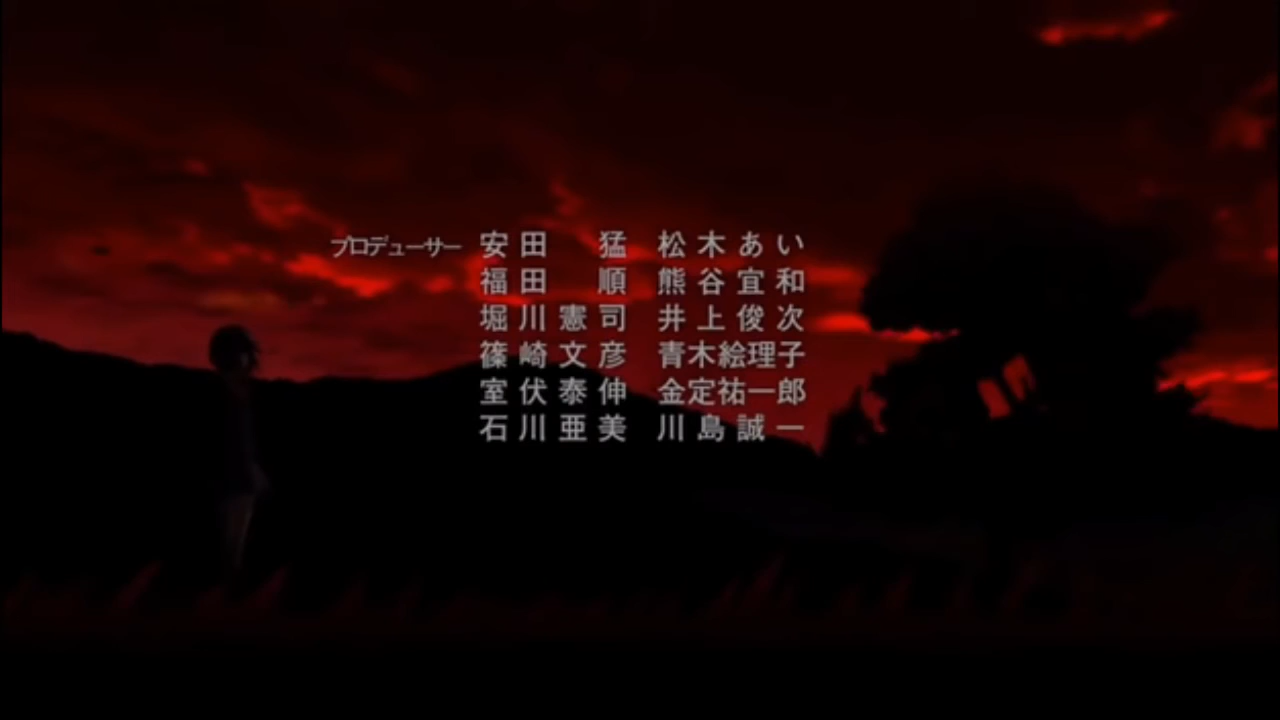 プロデューサー 安田 猛 松木あい
福田 順 熊谷宜和
堀川憲司 井上俊次
篠崎文彦 青木絵理子
室伏泰伸 金定祐一郎
石川亜美 川島誠一